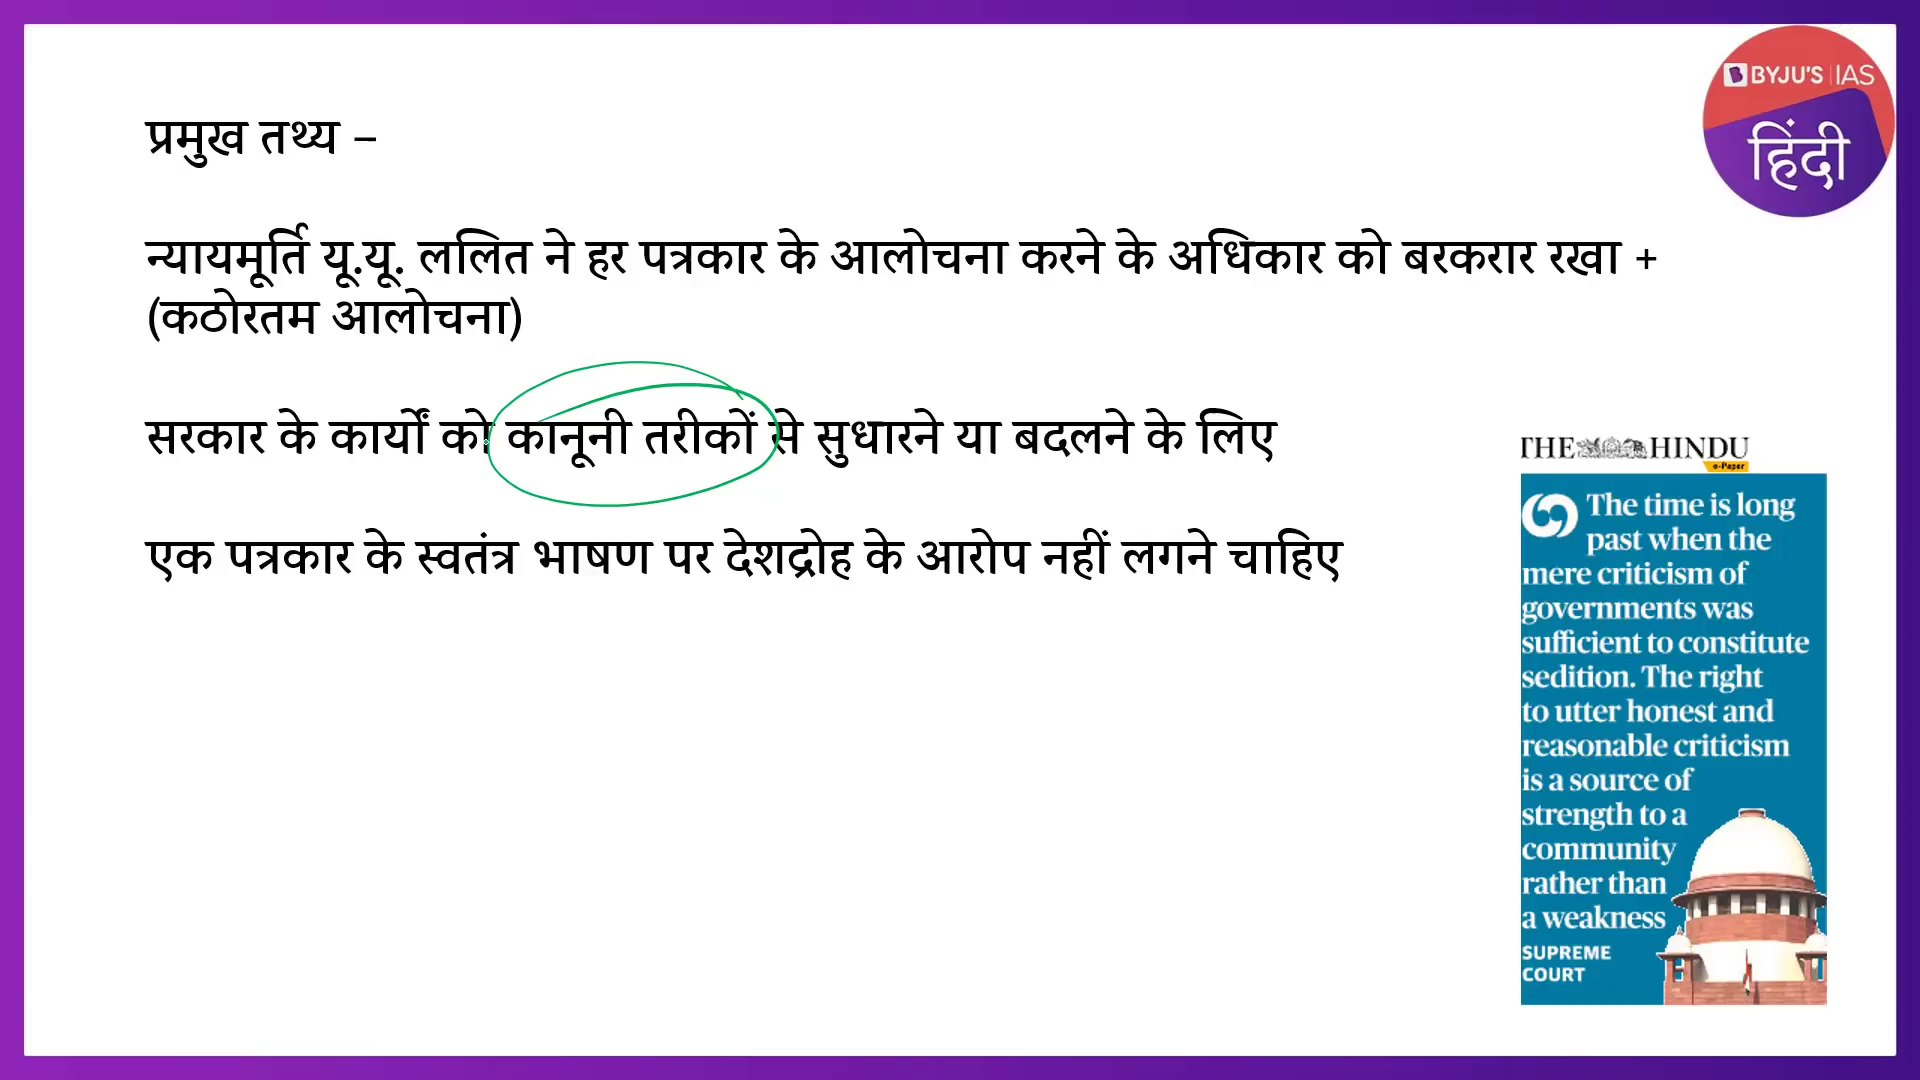 BYJU'S IAS
हिंदी
प्रमुख तथ्य –
न्यायमूर्ति यू.यू. ललित ने हर पत्रकार के आलोचना करने के अधिकार को बरकरार रखा +
(कठोरतम आलोचना)
सरकार के कार्यों को कानूनी तरीकों से सुधारने या बदलने के लिए
एक पत्रकार के स्वतंत्र भाषण पर देशद्रोह के आरोप नहीं लगने चाहिए
THE HINDU
e-Paper
The time is long
past when the
mere criticism of
governments was
sufficient to constitute
sedition. The right
to utter honest and
reasonable criticism
is a source of
strength to a
community
rather than
a weakness
SUPREME
COURT